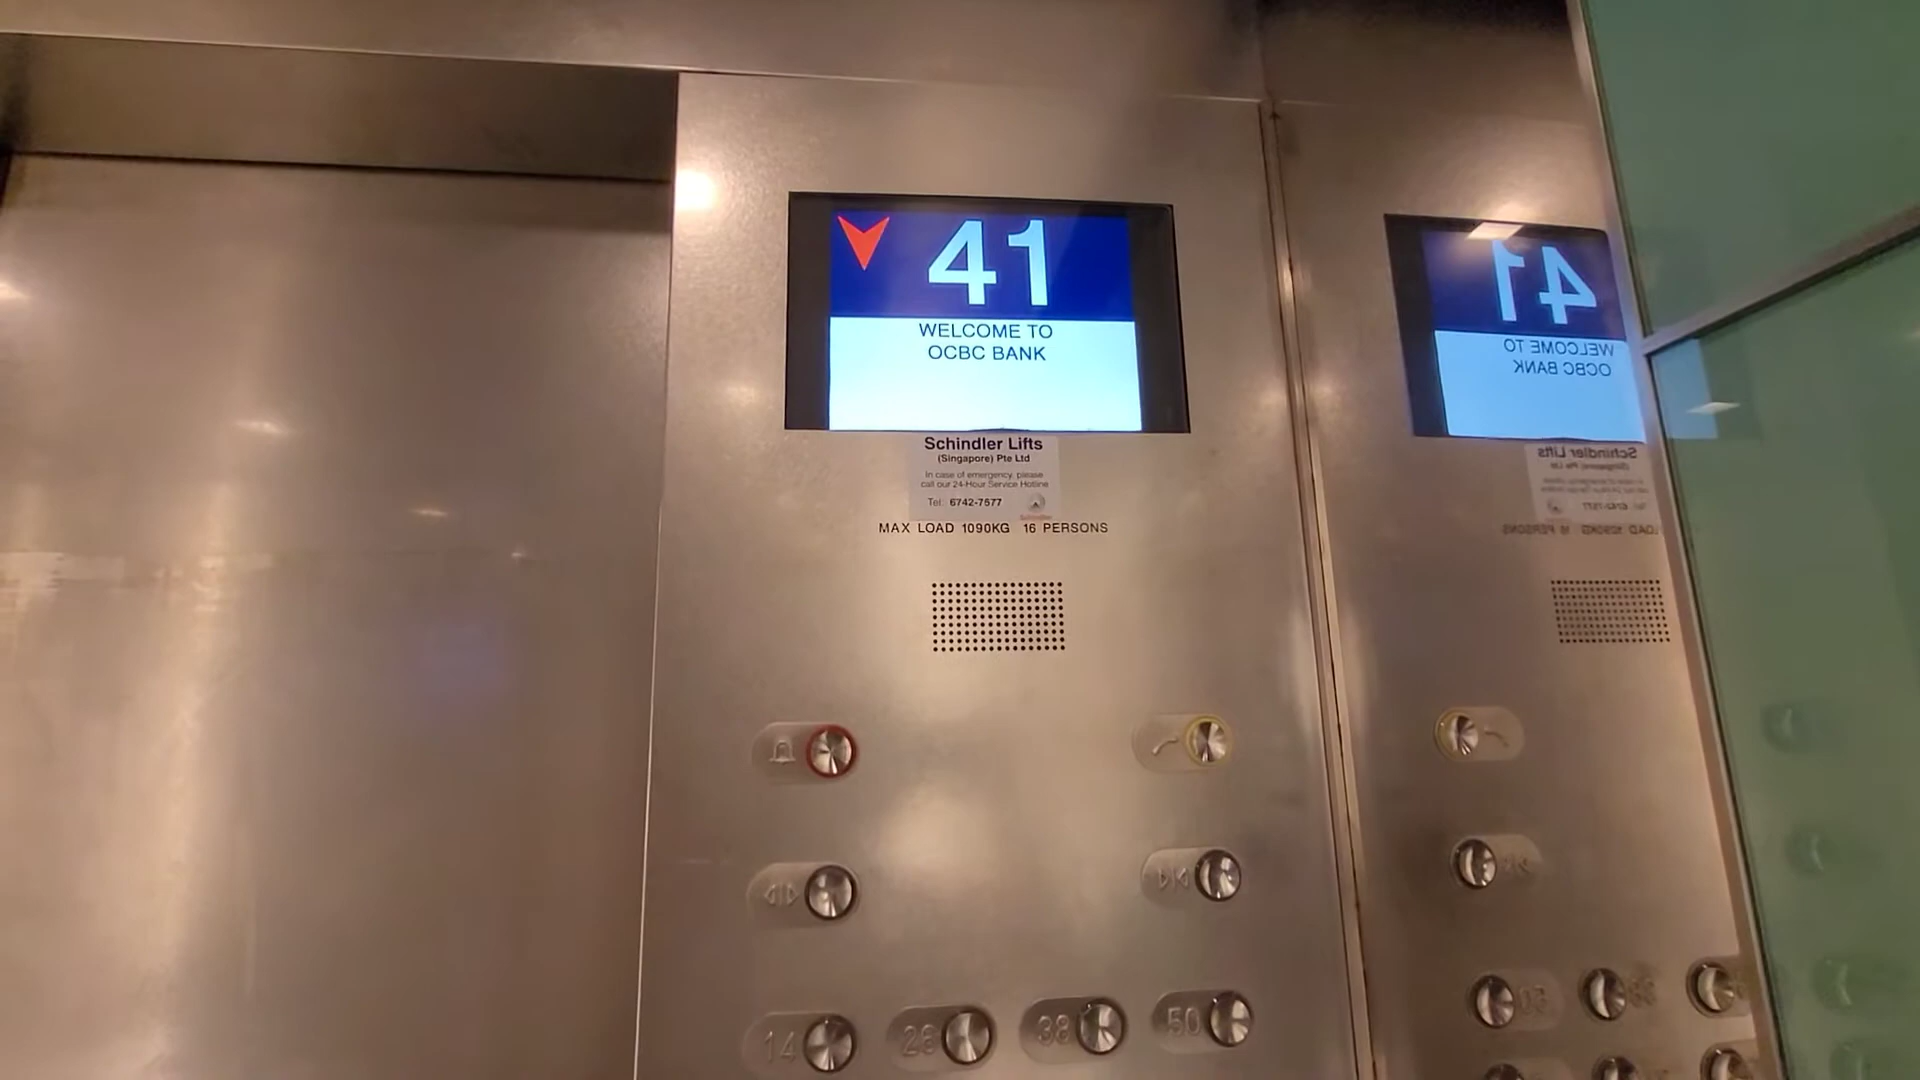 41
WELCOME TO
OCBC BANK
Schindler Lifts
(Singapore) Pte Ltd
In case of emergency, please
call our 24-Hour Service Hotline
Tel: 6742-7577
Schindler
MAX LOAD 1090KG 16 PERSONS
14 26 38 50